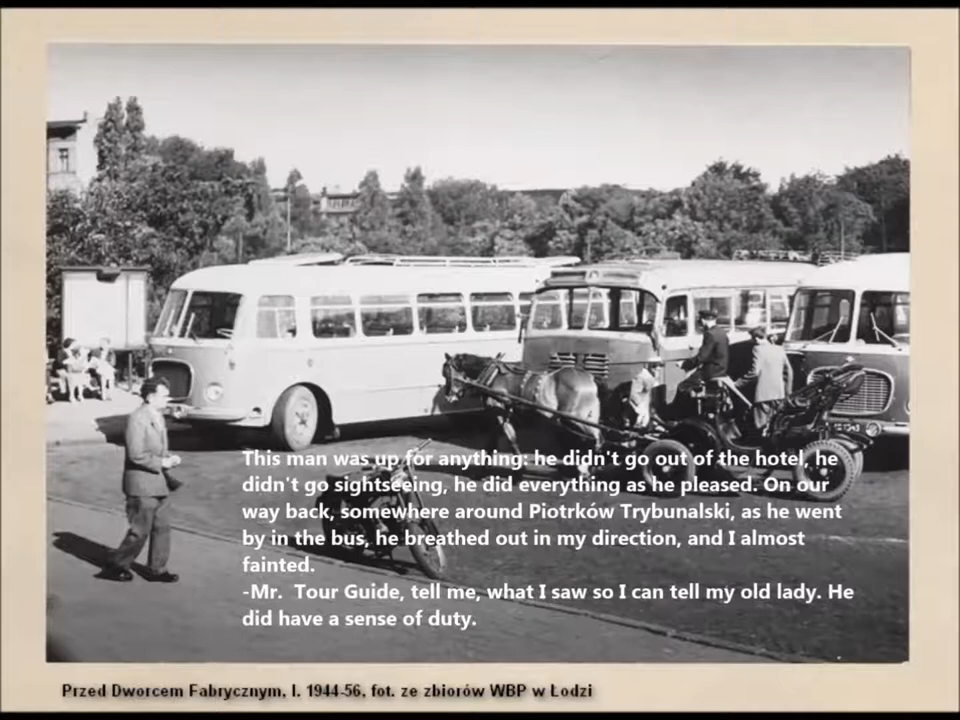 This man was up for anything: he didn't go out of the hotel, he
didn't go sightseeing, he did everything as he pleased. On our
way back, somewhere around Piotrków Trybunalski, as he went
by in the bus, he breathed out in my direction, and I almost
fainted.
-Mr.  Tour Guide, tell me, what I saw so I can tell my old lady. He
did have a sense of duty.
Przed Dworcem Fabrycznym, l. 1944-56, fot. ze zbiorów WBP w Łodzi